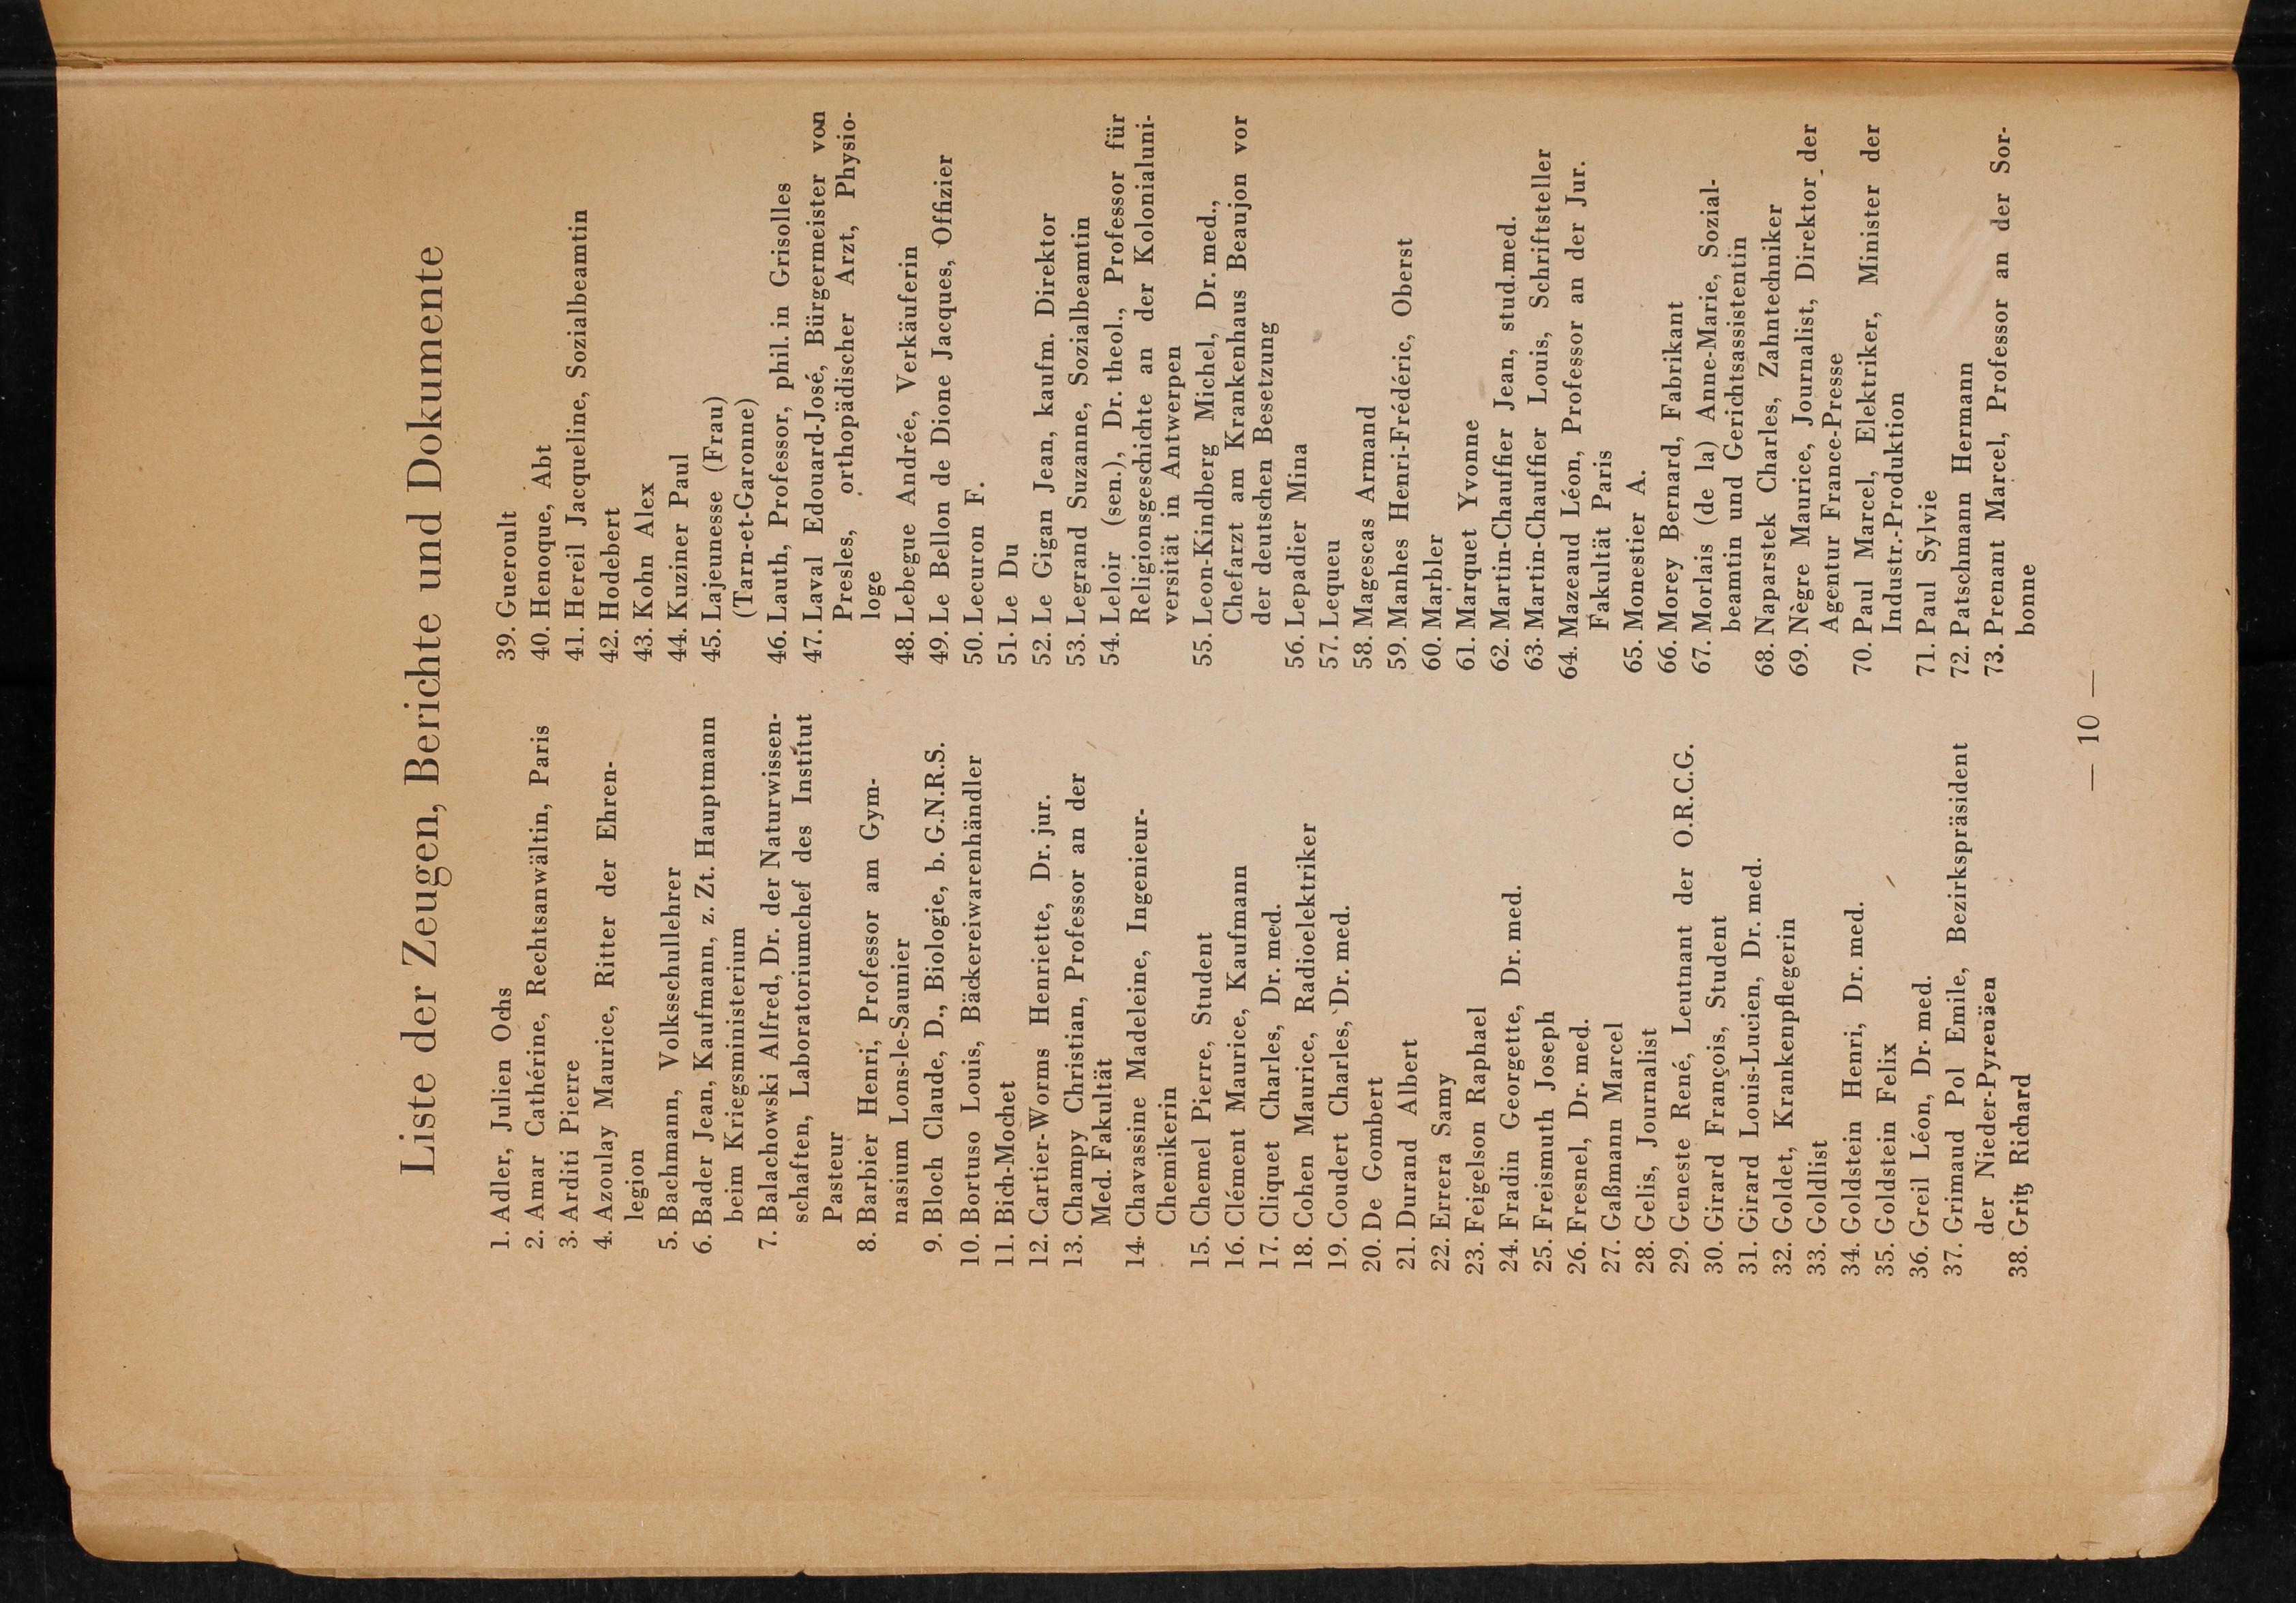 Liste der Zeugen, Berichte und Dokumente
1. Adler, Julien Ochs
2. Amar Cathérine, Rechtsanwältin, Paris
3. Arditi Pierre
4. Azoulay Maurice, Ritter der Ehren-
legion
5. Bachmann, Volksschullehrer
6. Bader Jean, Kaufmann, z. Zt. Hauptmann
beim Kriegsministerium
7. Balachowski Alfred, Dr. der Naturwissen-
schaften, Laboratoriumchef des Institut
Pasteur
8. Barbier Henri, Professor am Gym-
nasium Lons-le-Saunier
9. Bloch Claude, D., Biologie, b. G.N.R.S.
10. Bortuso Louis, Bäckereiwarenhändler
11. Bich-Mochet
12. Cartier-Worms Henriette, Dr. jur.
13. Champy Christian, Professor an der
Med. Fakultät
14. Chavassine Madeleine, Ingenieur-
Chemikerin
15. Chemel Pierre, Student
16. Clément Maurice, Kaufmann
17. Cliquet Charles, Dr. med.
18. Cohen Maurice, Radioelektriker
19. Coudert Charles, Dr. med.
20. De Gombert
21. Durand Albert
22. Errera Samy
23. Feigelson Raphael
24. Fradin Georgette, Dr. med.
25. Freismuth Joseph
26. Fresnel, Dr. med.
27. Gaßmann Marcel
28. Gelis, Journalist
29. Geneste René, Leutnant der O.R.C.G.
30. Girard François, Student
31. Girard Louis-Lucien, Dr. med.
32. Goldet, Krankenpflegerin
33. Goldlist
34. Goldstein Henri, Dr. med.
35. Goldstein Felix
36. Greil Léon, Dr. med.
37. Grimaud Pol Emile, Bezirkspräsident
der Nieder-Pyrenäen
38. Gritz Richard
39. Gueroult
40. Henoque, Abt
41. Hereil Jacqueline, Sozialbeamtin
42. Hodebert
43. Kohn Alex
44. Kuziner Paul
45. Lajeunesse (Frau)
(Tarn-et-Garonne)
46. Lauth, Professor, phil. in Grisolles
47. Laval Edouard-José, Bürgermeister von
Presles, orthopädischer Arzt, Physio-
loge
48. Lebegue Andrée, Verkäuferin
49. Le Bellon de Dione Jacques, Offizier
50. Lecuron F.
51. Le Du
52. Le Gigan Jean, kaufm. Direktor
53. Legrand Suzanne, Sozialbeamtin
54. Leloir (sen.), Dr. theol., Professor für
Religionsgeschichte an der Kolonialuni-
versität in Antwerpen
55. Leon-Kindberg Michel, Dr. med.,
Chefarzt am Krankenhaus Beaujon vor
der deutschen Besetzung
56. Lepadier Mina
57. Lequeu
58. Magescas Armand
59. Manhes Henri-Frédéric, Oberst
60. Marbler
61. Marquet Yvonne
62. Martin-Chauffier Jean, stud.med.
63. Martin-Chauffier Louis, Schriftsteller
64. Mazeaud Léon, Professor an der Jur.
Fakultät Paris
65. Monestier A.
66. Morey Bernard, Fabrikant
67. Morlais (de la) Anne-Marie, Sozial-
beamtin und Gerichtsassistentin
68. Naparstek Charles, Zahntechniker
69. Nègre Maurice, Journalist, Direktor der
Agentur France-Presse
70. Paul Marcel, Elektriker, Minister der
Industr.-Produktion
71. Paul Sylvie
72. Patschmann Hermann
73. Prenant Marcel, Professor an der Sor-
bonne
— 10 —